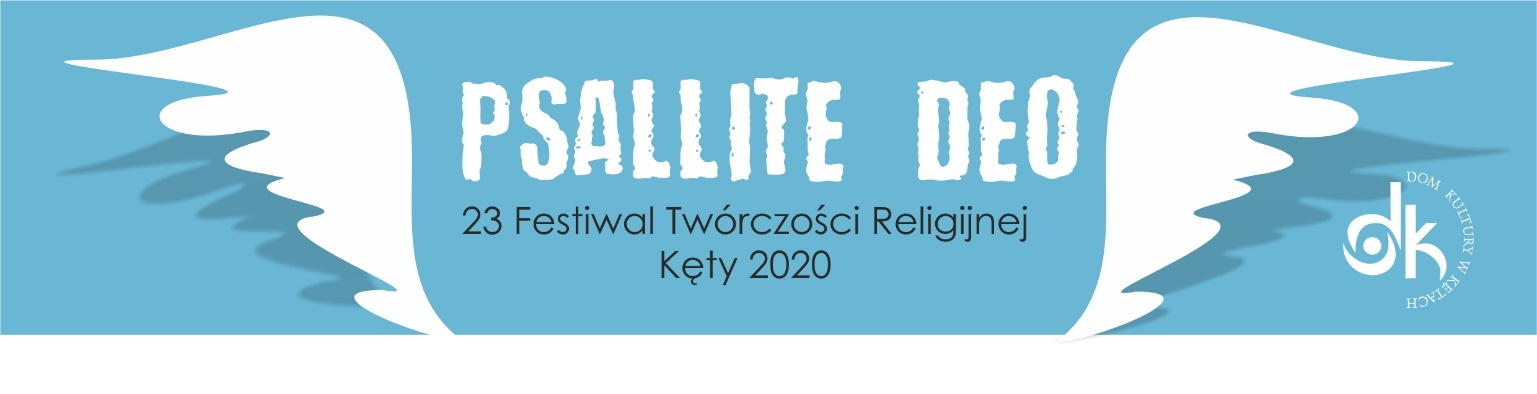 PSALLITE DEO
23 Festiwal Twórczości Religijnej
Kęty 2020
dk
DOM KULTURY W KĘTACH